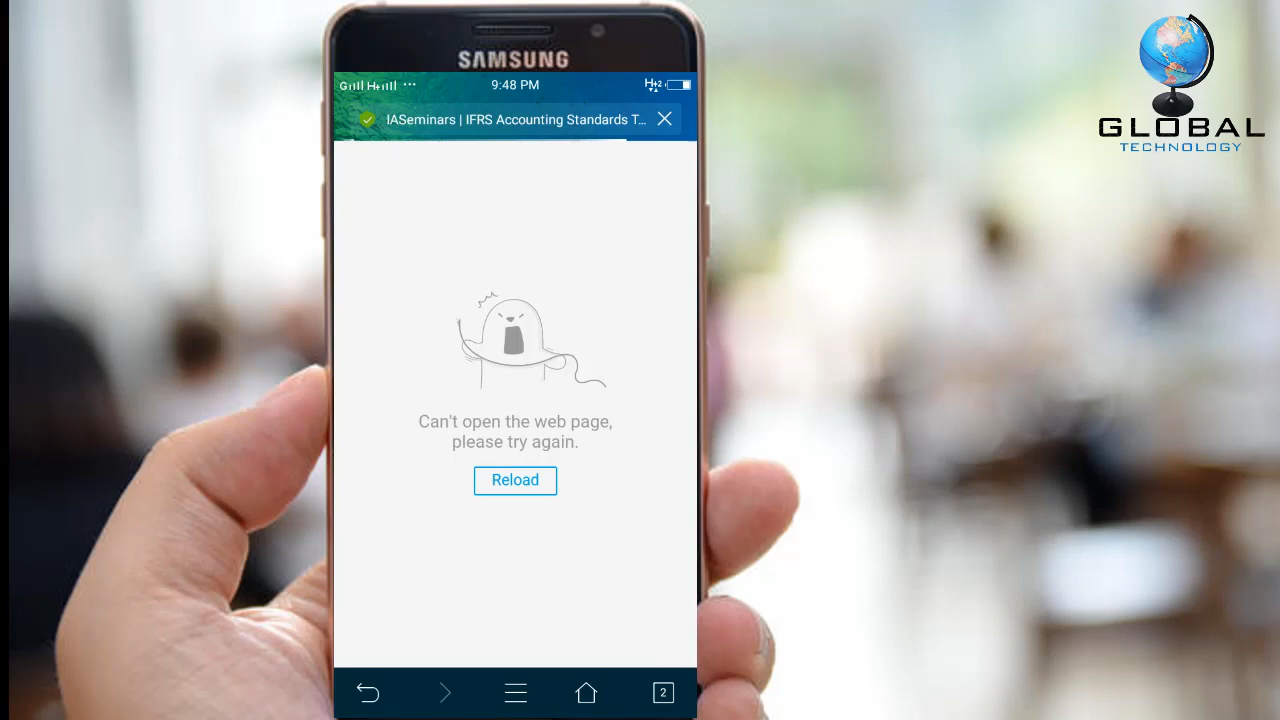 SAMSUNG
G H+ ... 9:48 PM H+2
IASeminars | IFRS Accounting Standards T...
Can't open the web page,
please try again.
Reload
2
GLOBAL
TECHNOLOGY